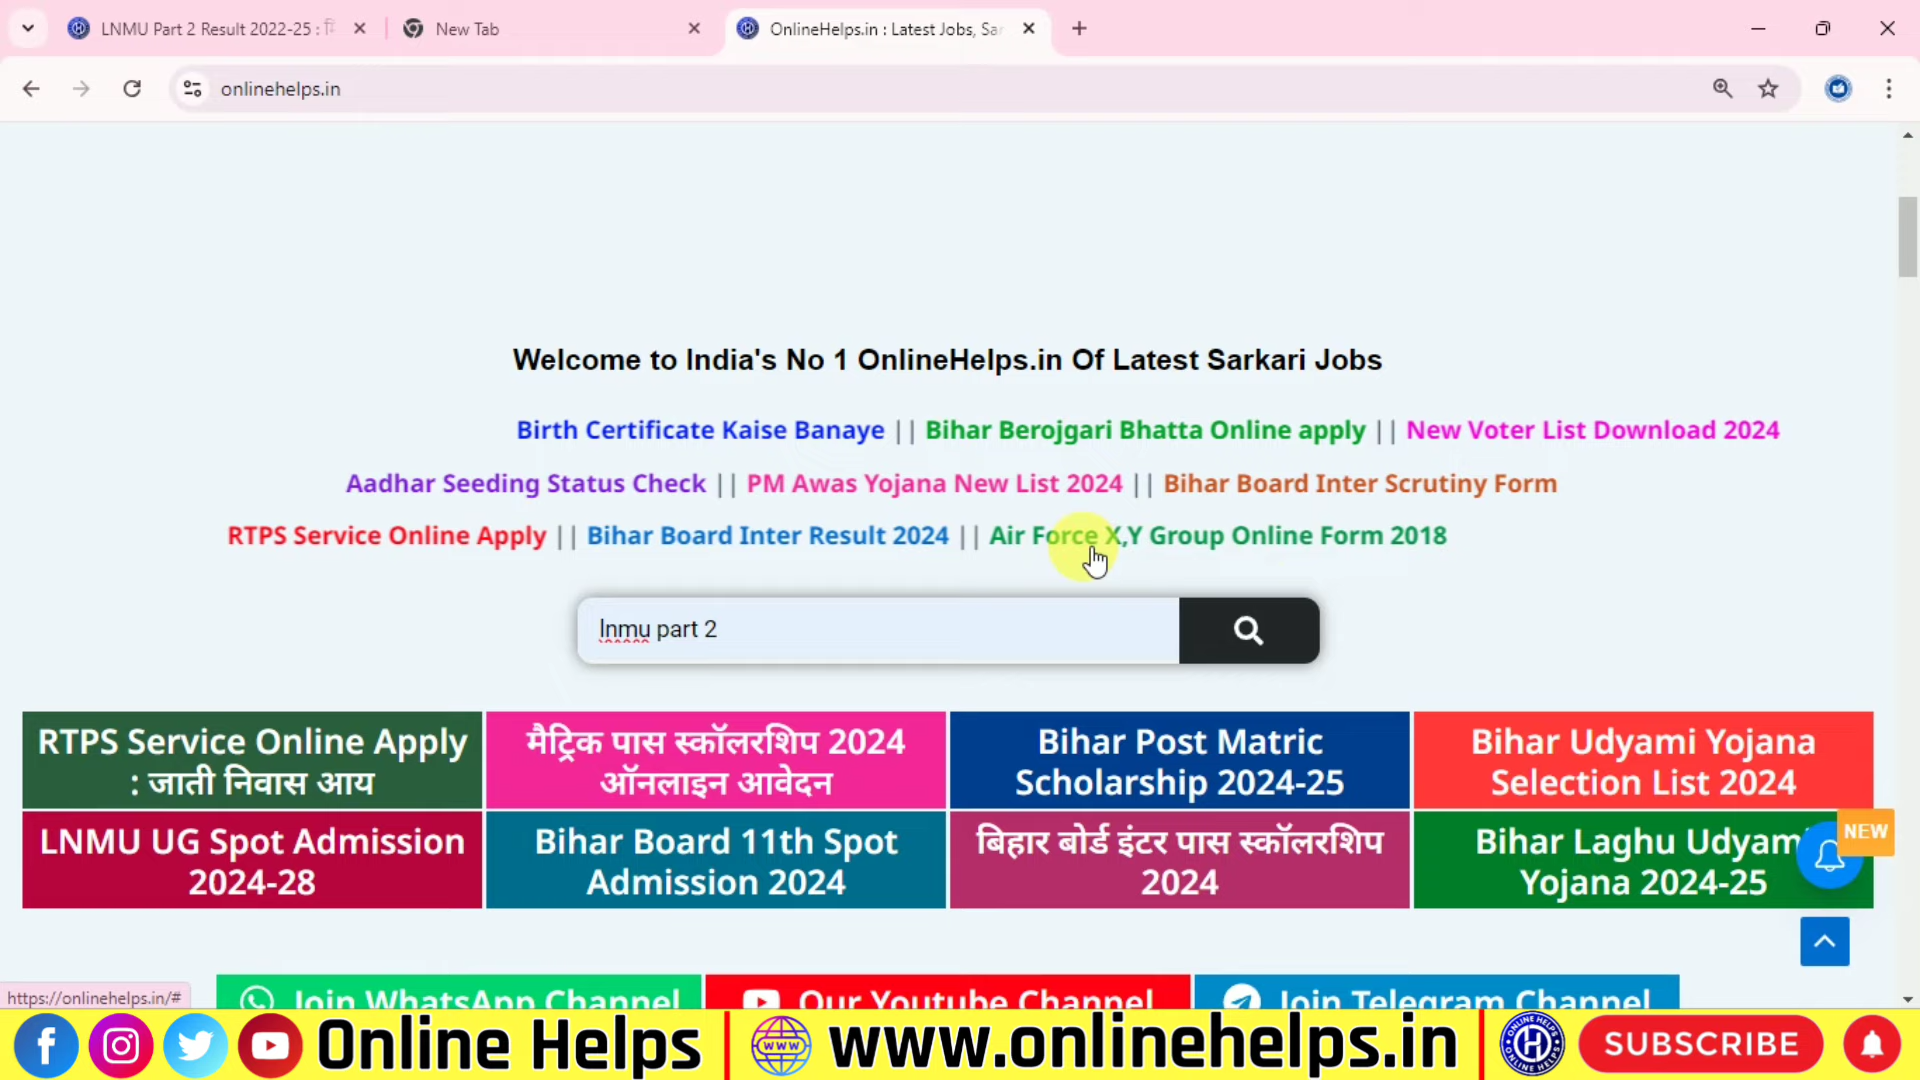 LNMU Part 2 Result 2022-25 :
New Tab
OnlineHelps.in : Latest Jobs, Sar
onlinehelps.in
Welcome to India's No 1 OnlineHelps.in Of Latest Sarkari Jobs
Birth Certificate Kaise Banaye || Bihar Berojgari Bhatta Online apply || New Voter List Download 2024
Aadhar Seeding Status Check || PM Awas Yojana New List 2024 || Bihar Board Inter Scrutiny Form
RTPS Service Online Apply || Bihar Board Inter Result 2024 || Air Force X,Y Group Online Form 2018
lnmu part 2
RTPS Service Online Apply
: जाती निवास आय
मैट्रिक पास स्कॉलरशिप 2024
ऑनलाइन आवेदन
Bihar Post Matric
Scholarship 2024-25
Bihar Udyami Yojana
Selection List 2024
LNMU UG Spot Admission
2024-28
Bihar Board 11th Spot
Admission 2024
बिहार बोर्ड इंटर पास स्कॉलरशिप
2024
Bihar Laghu Udyami
Yojana 2024-25
NEW
Join WhatsApp Channel
Our Youtube Channel
Join Telegram Channel
https://onlinehelps.in/#
Online Helps
WWW
www.onlinehelps.in
ONLINE HELPS
ONLINE HELPS
SUBSCRIBE